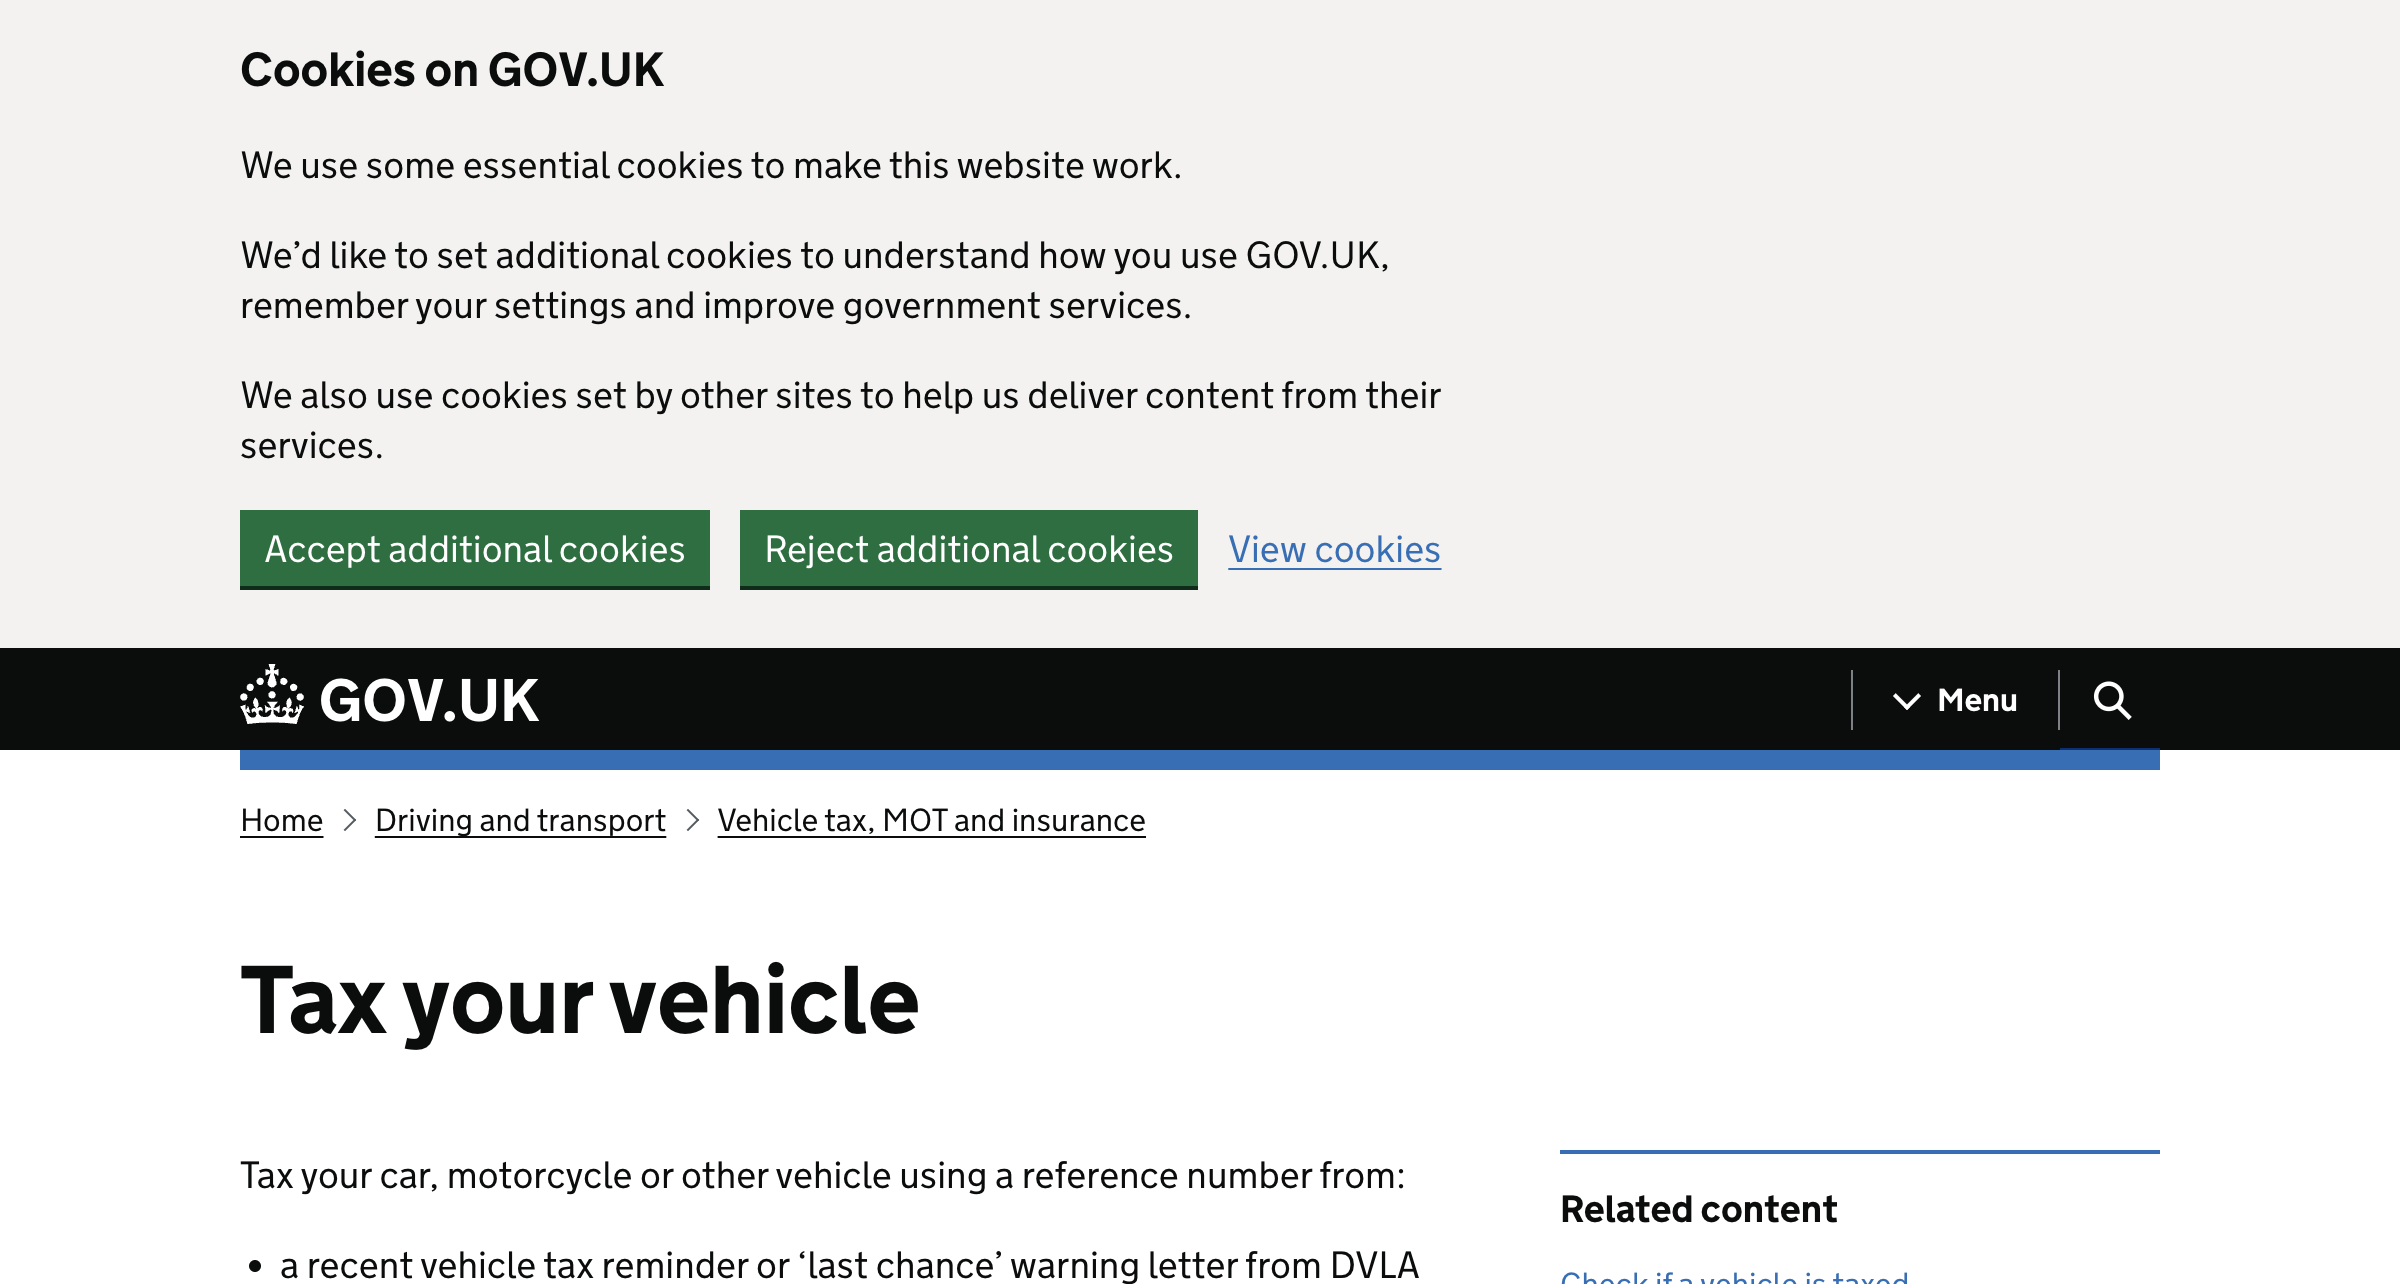 Cookies on GOV.UK
We use some essential cookies to make this website work.
We’d like to set additional cookies to understand how you use GOV.UK,
remember your settings and improve government services.
We also use cookies set by other sites to help us deliver content from their
services.
Accept additional cookies Reject additional cookies View cookies
GOV.UK Menu
Home Driving and transport Vehicle tax, MOT and insurance
Tax your vehicle
Tax your car, motorcycle or other vehicle using a reference number from:
• a recent vehicle tax reminder or ‘last chance’ warning letter from DVLA
Related content
Check if a vehicle is taxed